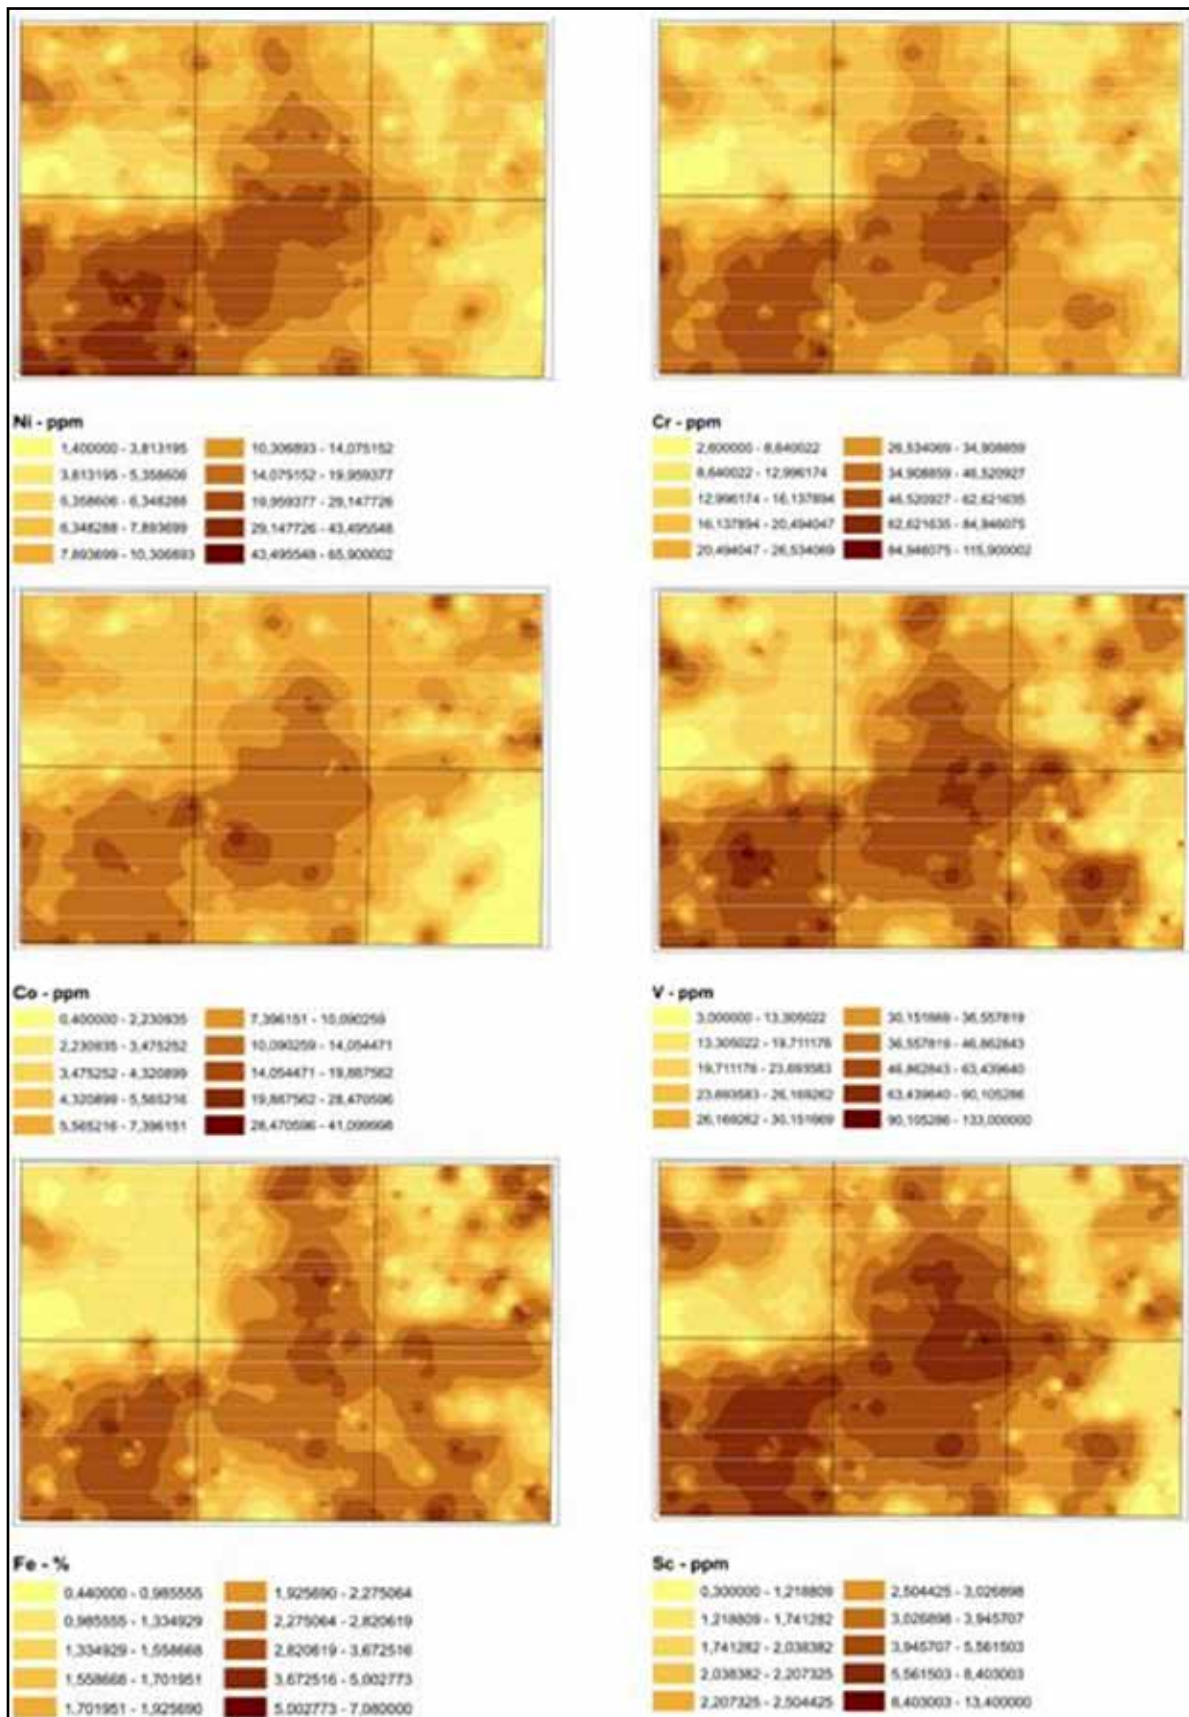 Ni - ppm
1,400000 - 3,813195 10,306893 - 14,075152
3,813195 - 5,358606 14,075152 - 19,959377
5,358606 - 6,348288 19,959377 - 29,147726
6,348288 - 7,893699 29,147726 - 43,495548
7,893699 - 10,306893 43,495548 - 65,900002
Cr - ppm
2,600000 - 8,640022 26,534069 - 34,908859
8,640022 - 12,996174 34,908859 - 46,520927
12,996174 - 16,137894 46,520927 - 62,621635
16,137894 - 20,494047 62,621635 - 84,946075
20,494047 - 26,534069 84,946075 - 115,900002
Co - ppm
0,400000 - 2,230835 7,396151 - 10,090259
2,230835 - 3,475252 10,090259 - 14,054471
3,475252 - 4,320899 14,054471 - 19,887562
4,320899 - 5,565216 19,887562 - 28,470596
5,565216 - 7,396151 28,470596 - 41,099998
V - ppm
3,000000 - 13,305022 30,151669 - 36,557819
13,305022 - 19,711176 36,557819 - 46,862843
19,711176 - 23,693583 46,862843 - 63,439640
23,693583 - 26,169262 63,439640 - 90,105286
26,169262 - 30,151669 90,105286 - 133,000000
Fe - %
0,440000 - 0,985555 1,925690 - 2,275064
0,985555 - 1,334929 2,275064 - 2,820619
1,334929 - 1,558668 2,820619 - 3,672516
1,558668 - 1,701951 3,672516 - 5,002773
1,701951 - 1,925690 5,002773 - 7,080000
Sc - ppm
0,300000 - 1,218809 2,504425 - 3,026898
1,218809 - 1,741282 3,026898 - 3,945707
1,741282 - 2,038382 3,945707 - 5,561503
2,038382 - 2,207325 5,561503 - 8,403003
2,207325 - 2,504425 8,403003 - 13,400000